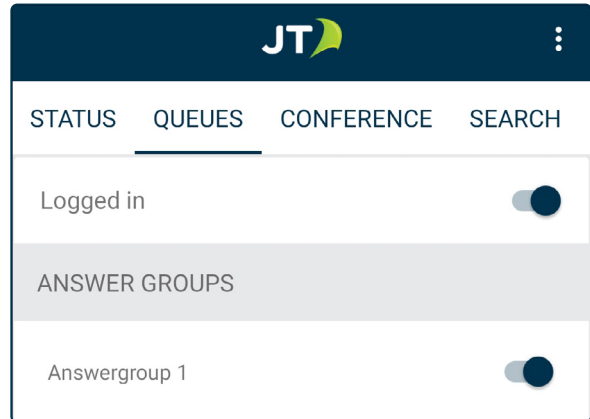 JT
STATUS QUEUES CONFERENCE SEARCH
Logged in
ANSWER GROUPS
Answergroup 1